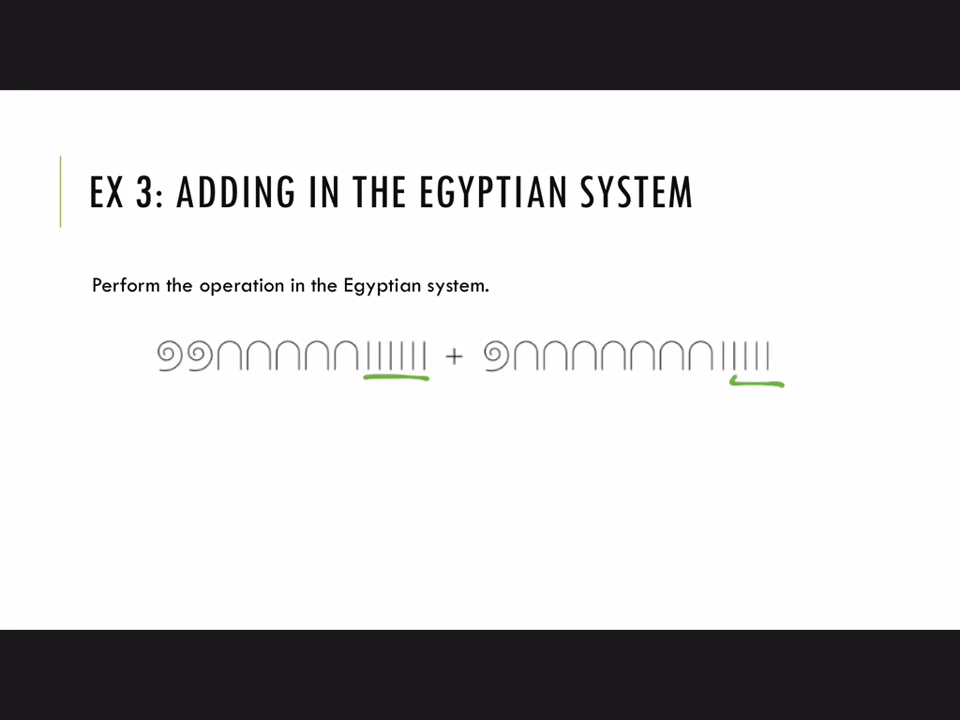 EX 3: ADDING IN THE EGYPTIAN SYSTEM
Perform the operation in the Egyptian system.